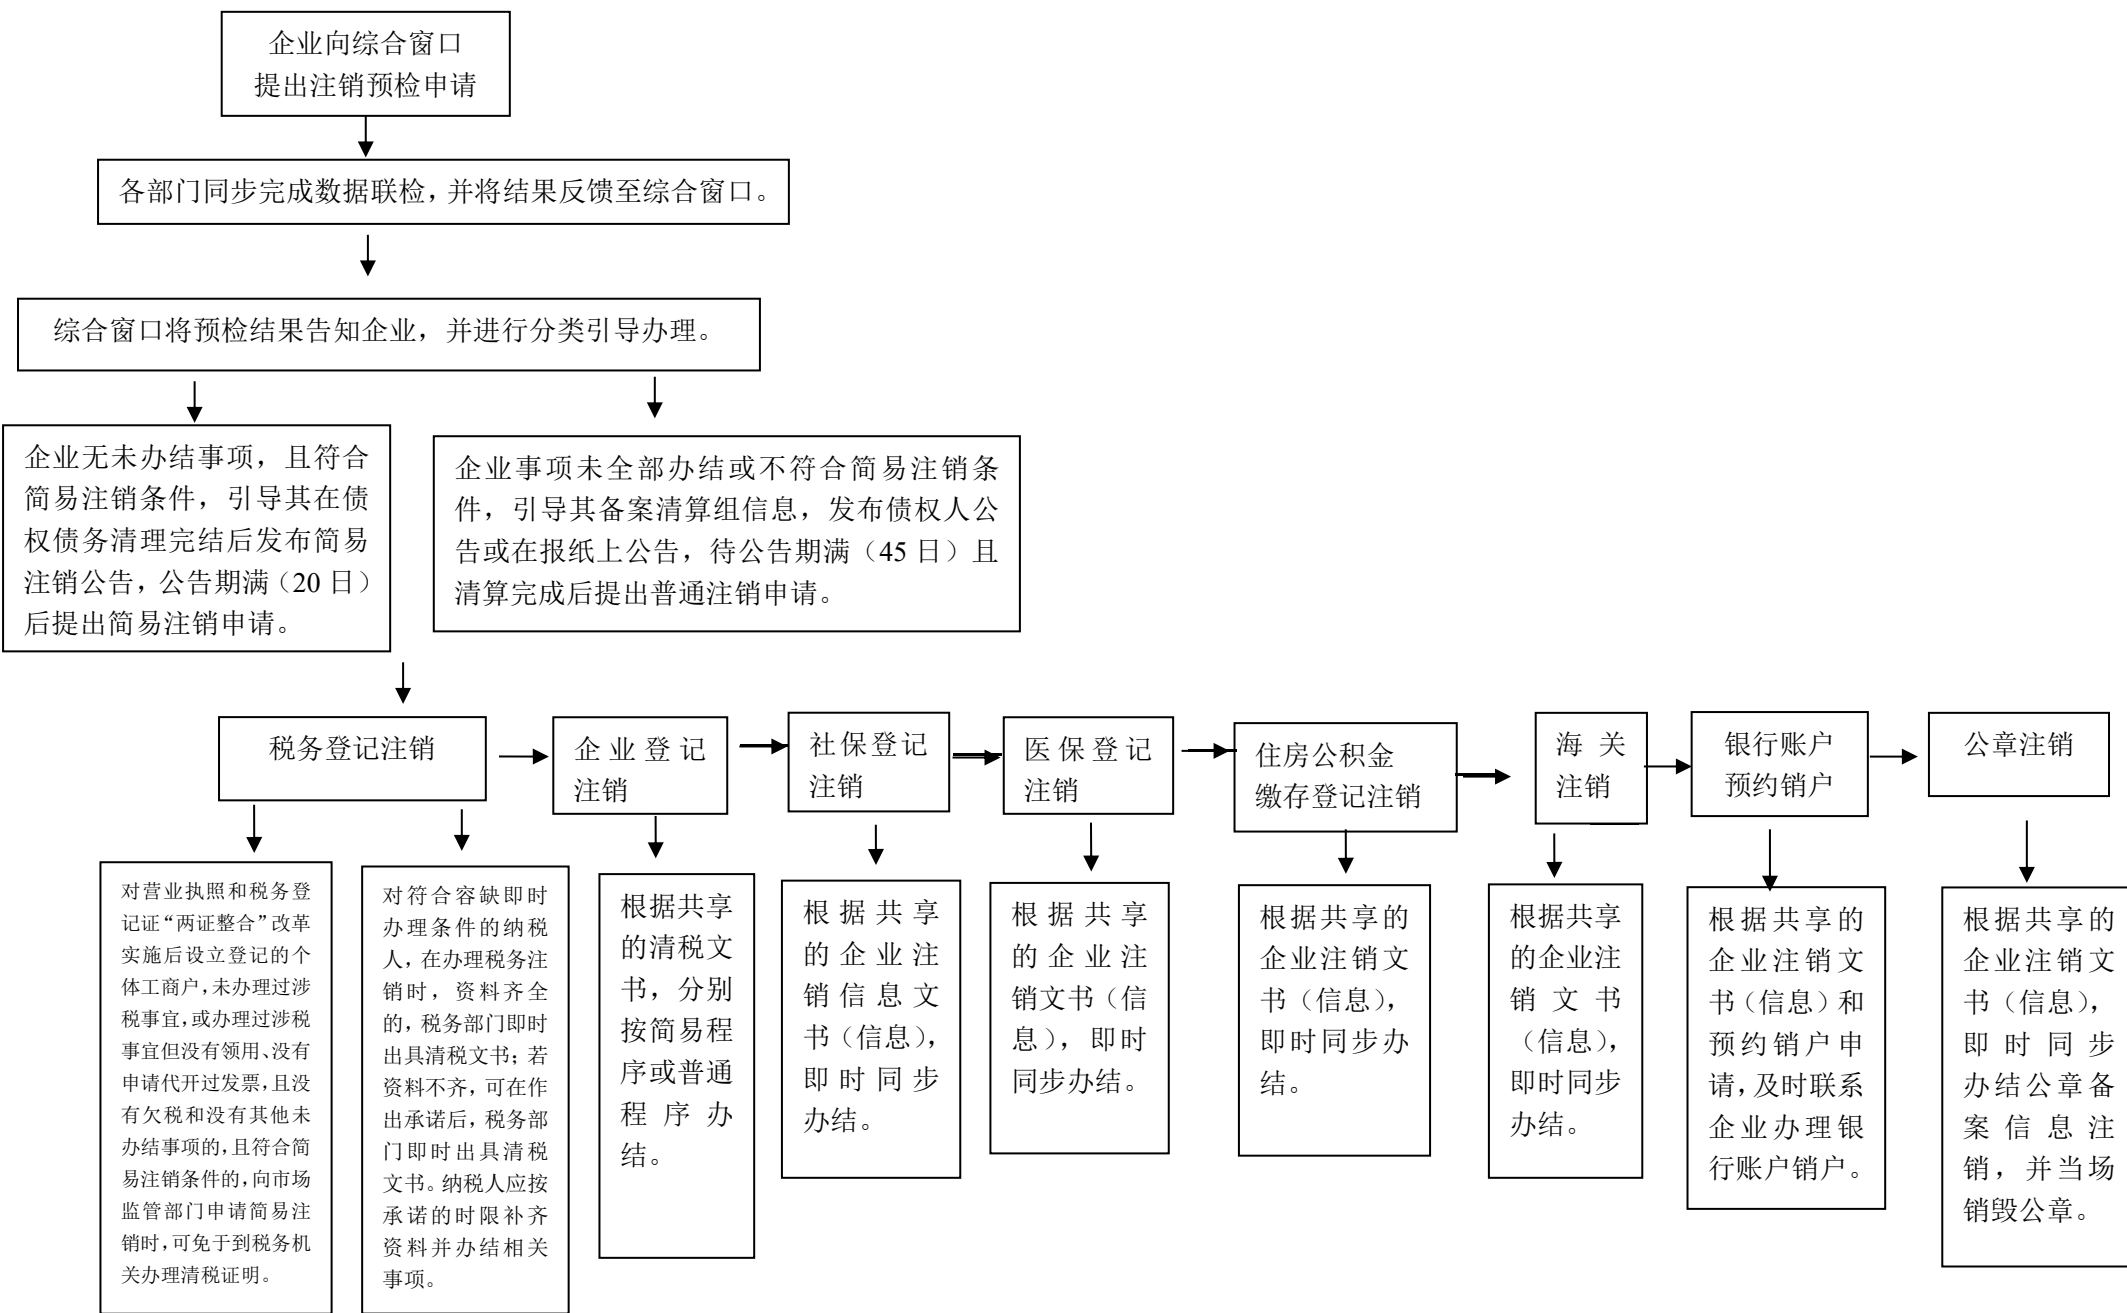 企业向综合窗口
提出注销预检申请
各部门同步完成数据联检，并将结果反馈至综合窗口。
综合窗口将预检结果告知企业，并进行分类引导办理。
企业无未办结事项，且符合
简易注销条件，引导其在债
权债务清理完结后发布简易
注销公告，公告期满（20 日）
后提出简易注销申请。
企业事项未全部办结或不符合简易注销条
件，引导其备案清算组信息，发布债权人公
告或在报纸上公告，待公告期满（45 日）且
清算完成后提出普通注销申请。
税务登记注销
企业登记
注销
社保登记
注销
医保登记
注销
住房公积金
缴存登记注销
海关
注销
银行账户
预约销户
公章注销
对营业执照和税务登
记证“两证整合”改革
实施后设立登记的个
体工商户，未办理过涉
税事宜，或办理过涉税
事宜但没有领用、没有
申请代开过发票，且没
有欠税和没有其他未
办结事项的，且符合简
易注销条件的，向市场
监管部门申请简易注
销时，可免于到税务机
关办理清税证明。
对符合容缺即时
办理条件的纳税
人，在办理税务注
销时，资料齐全
的，税务部门即时
出具清税文书；若
资料不齐，可在作
出承诺后，税务部
门即时出具清税
文书。纳税人应按
承诺的时限补齐
资料并办结相关
事项。
根据共享
的清税文
书，分别
按简易程
序或普通
程序办
结。
根据共享
的企业注
销信息文
书（信息），
即时同步
办结。
根据共享
的企业注
销文书（信
息），即时
同步办结。
根据共享的
企业注销文
书（信息），
即时同步办
结。
根据共享
的企业注
销文书
（信息），
即时同步
办结。
根据共享的
企业注销文
书（信息）和
预约销户申
请，及时联系
企业办理银
行账户销户。
根据共享的
企业注销文
书（信息），
即时同步
办结公章备
案信息注
销，并当场
销毁公章。